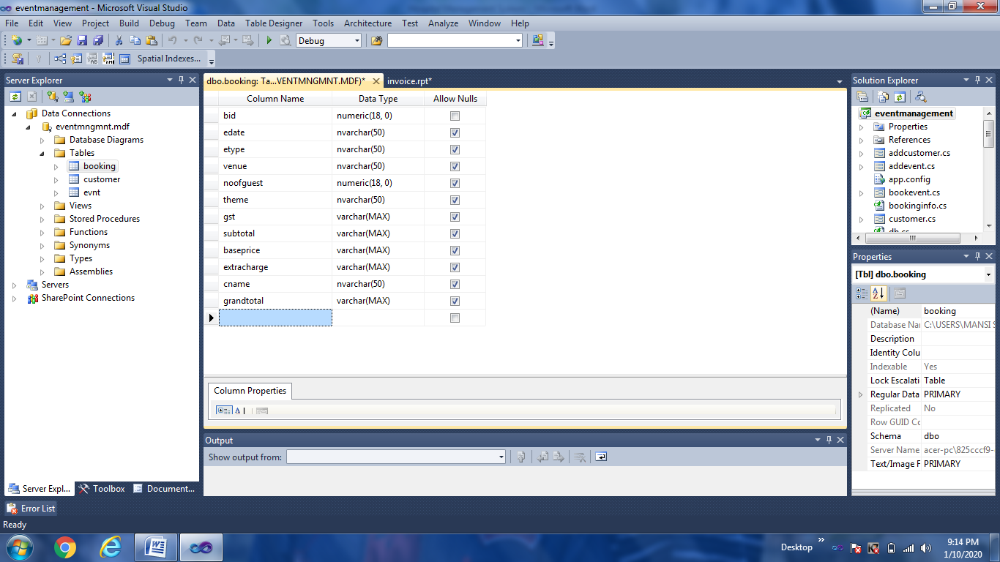 eventmanagement - Microsoft Visual Studio
File Edit View Project Build Debug Team Data Table Designer Tools Architecture Test Analyze Window Help
Debug
Spatial Indexes...
Server Explorer
Data Connections
eventmngmnt.mdf
Database Diagrams
Tables
booking
customer
evnt
Views
Stored Procedures
Functions
Synonyms
Types
Assemblies
Servers
SharePoint Connections
Server Expl... Toolbox Document...
dbo.booking: Ta...VENTMNGMNT.MDF)* invoice.rpt*
Column Name Data Type Allow Nulls
bid numeric(18, 0)
edate nvarchar(50)
etype nvarchar(50)
venue nvarchar(50)
noofguest numeric(18, 0)
theme nvarchar(50)
gst varchar(MAX)
subtotal varchar(MAX)
baseprice varchar(MAX)
extracharge varchar(MAX)
cname nvarchar(50)
grandtotal varchar(MAX)
Column Properties
Output
Show output from:
Solution Explorer
eventmanagement
Properties
References
addcustomer.cs
addevent.cs
app.config
bookevent.cs
bookinginfo.cs
customer.cs
db.cs
Properties
[Tbl] dbo.booking
(Name) booking
Database Nar C:\USERS\MANSI S
Description
Identity Colu
Indexable Yes
Lock Escalati Table
Regular Data PRIMARY
Replicated No
Row GUID Cc
Schema dbo
Server Name acer-pc\825cccf9-
Text/Image F PRIMARY
Error List
Ready
Desktop
9:14 PM
1/10/2020